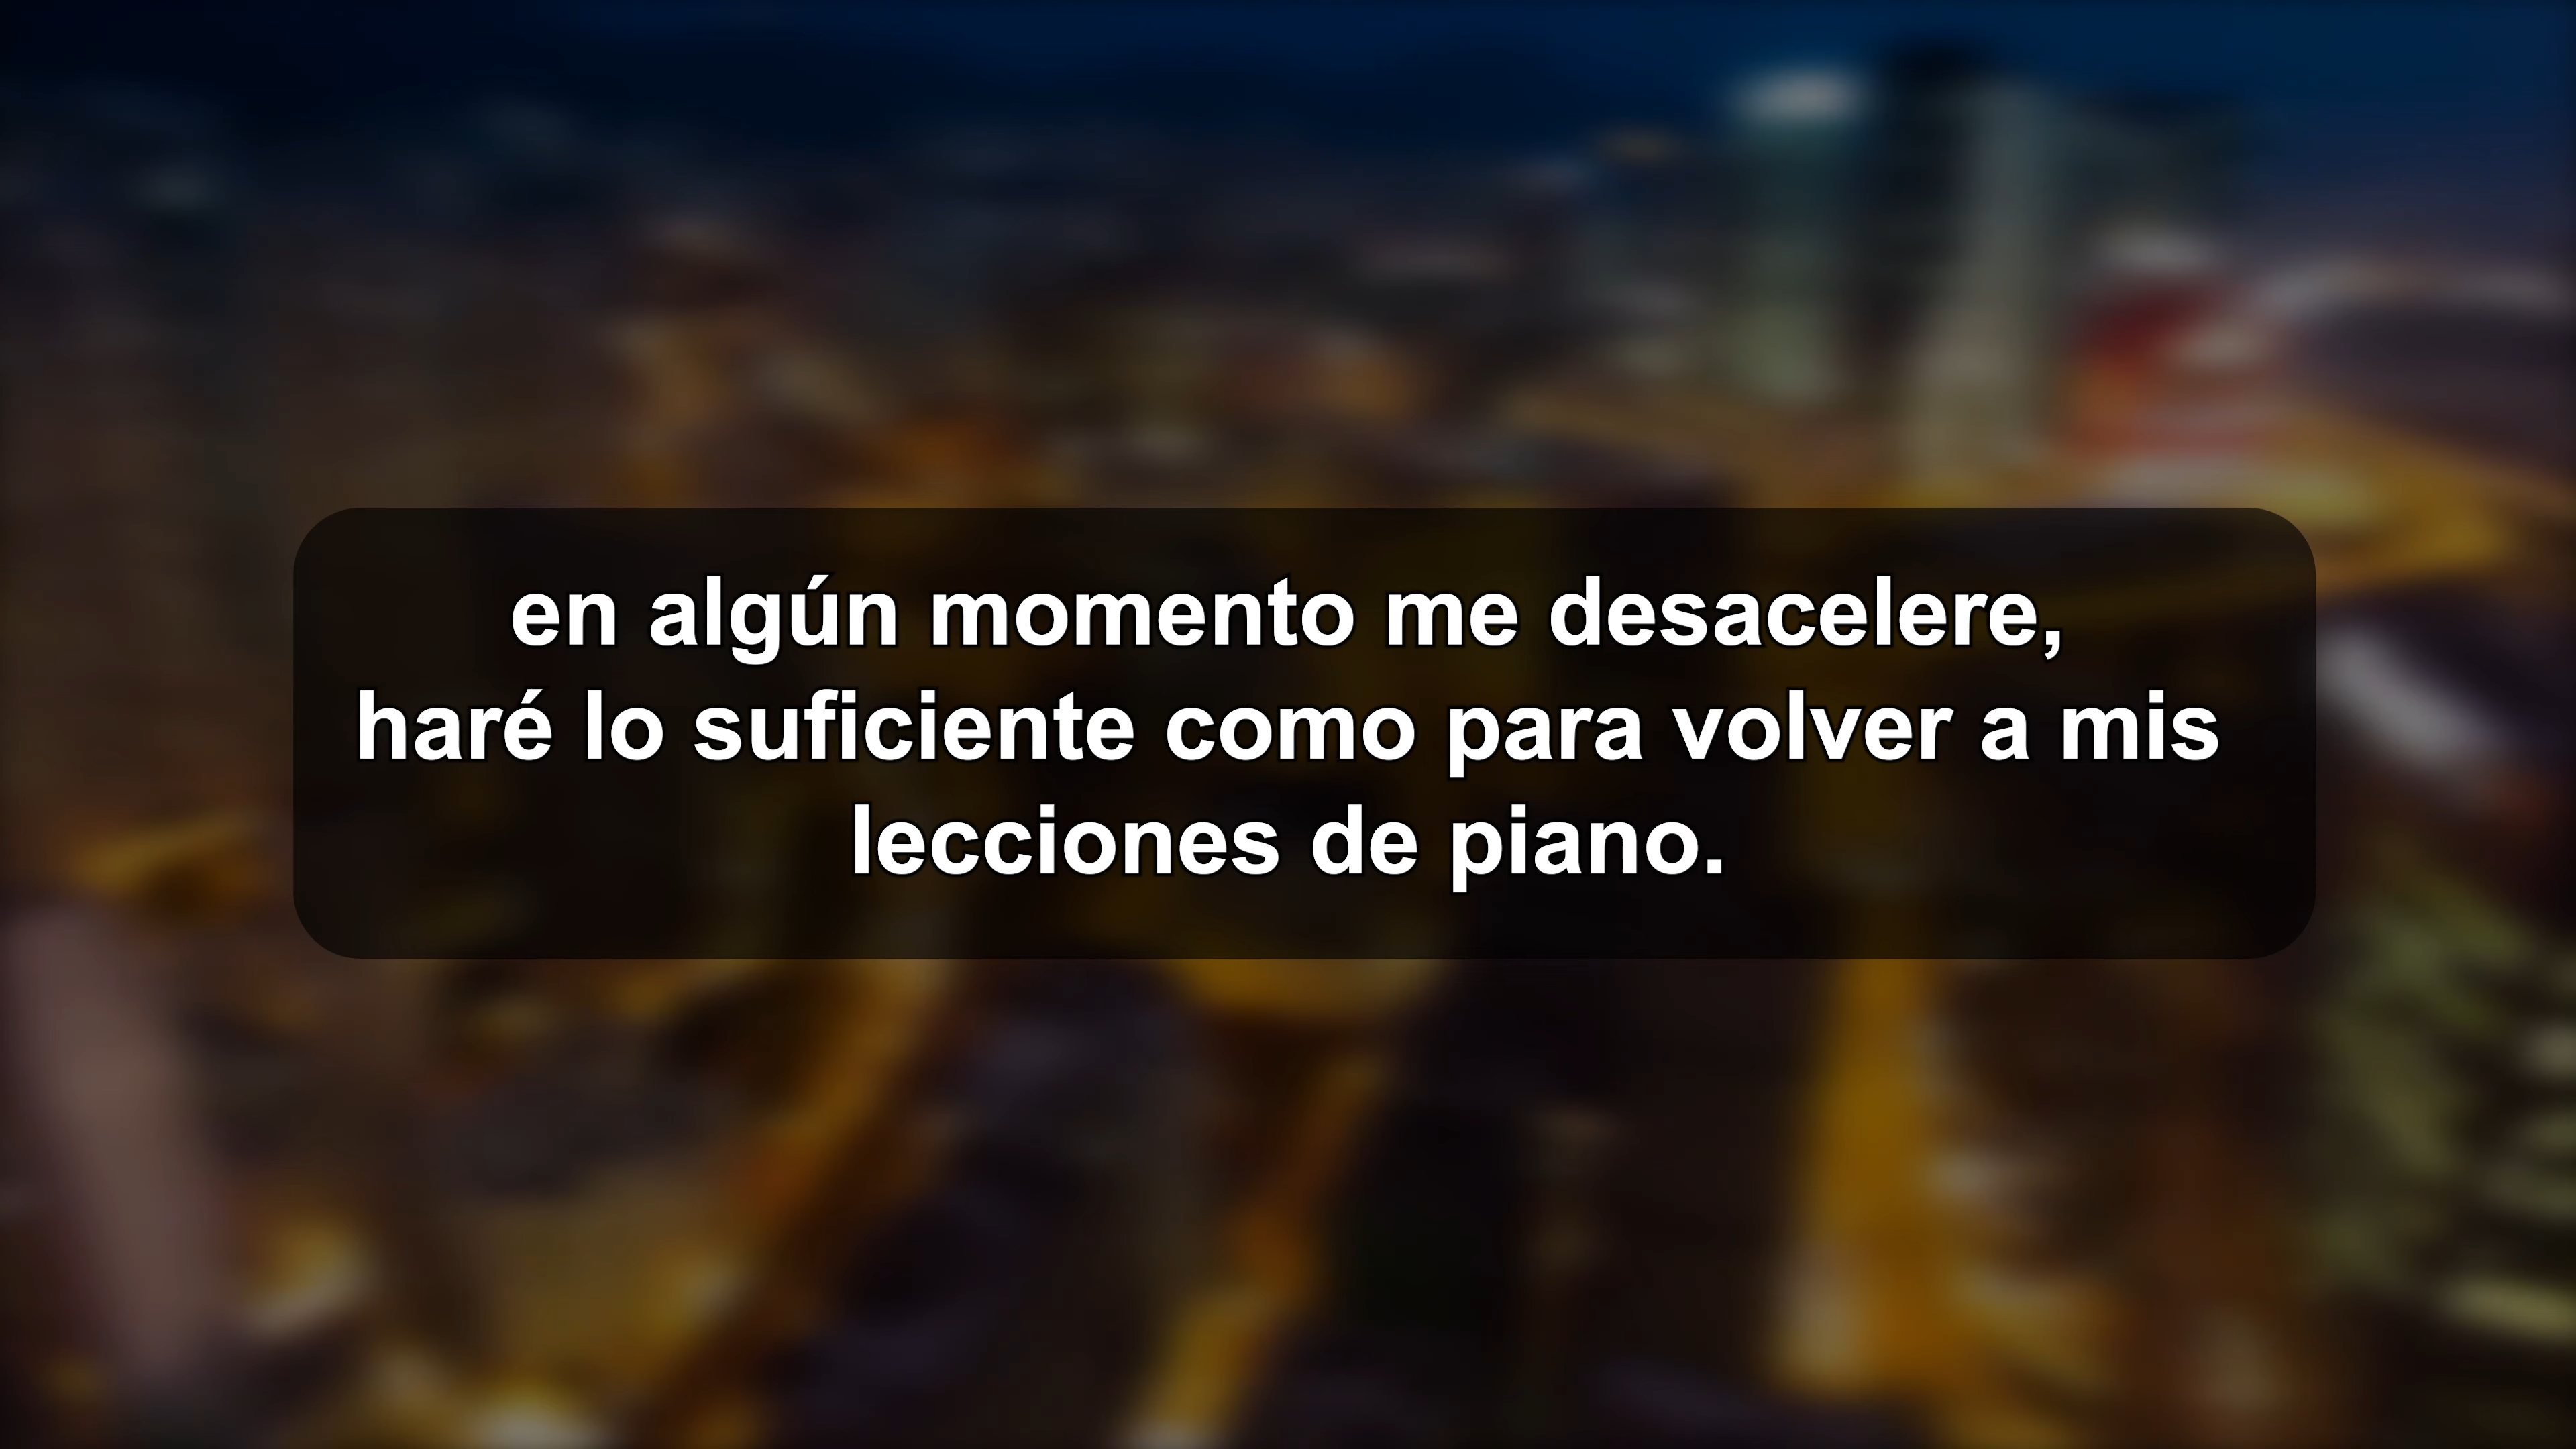 en algún momento me desacelere,
haré lo suficiente como para volver a mis
lecciones de piano.